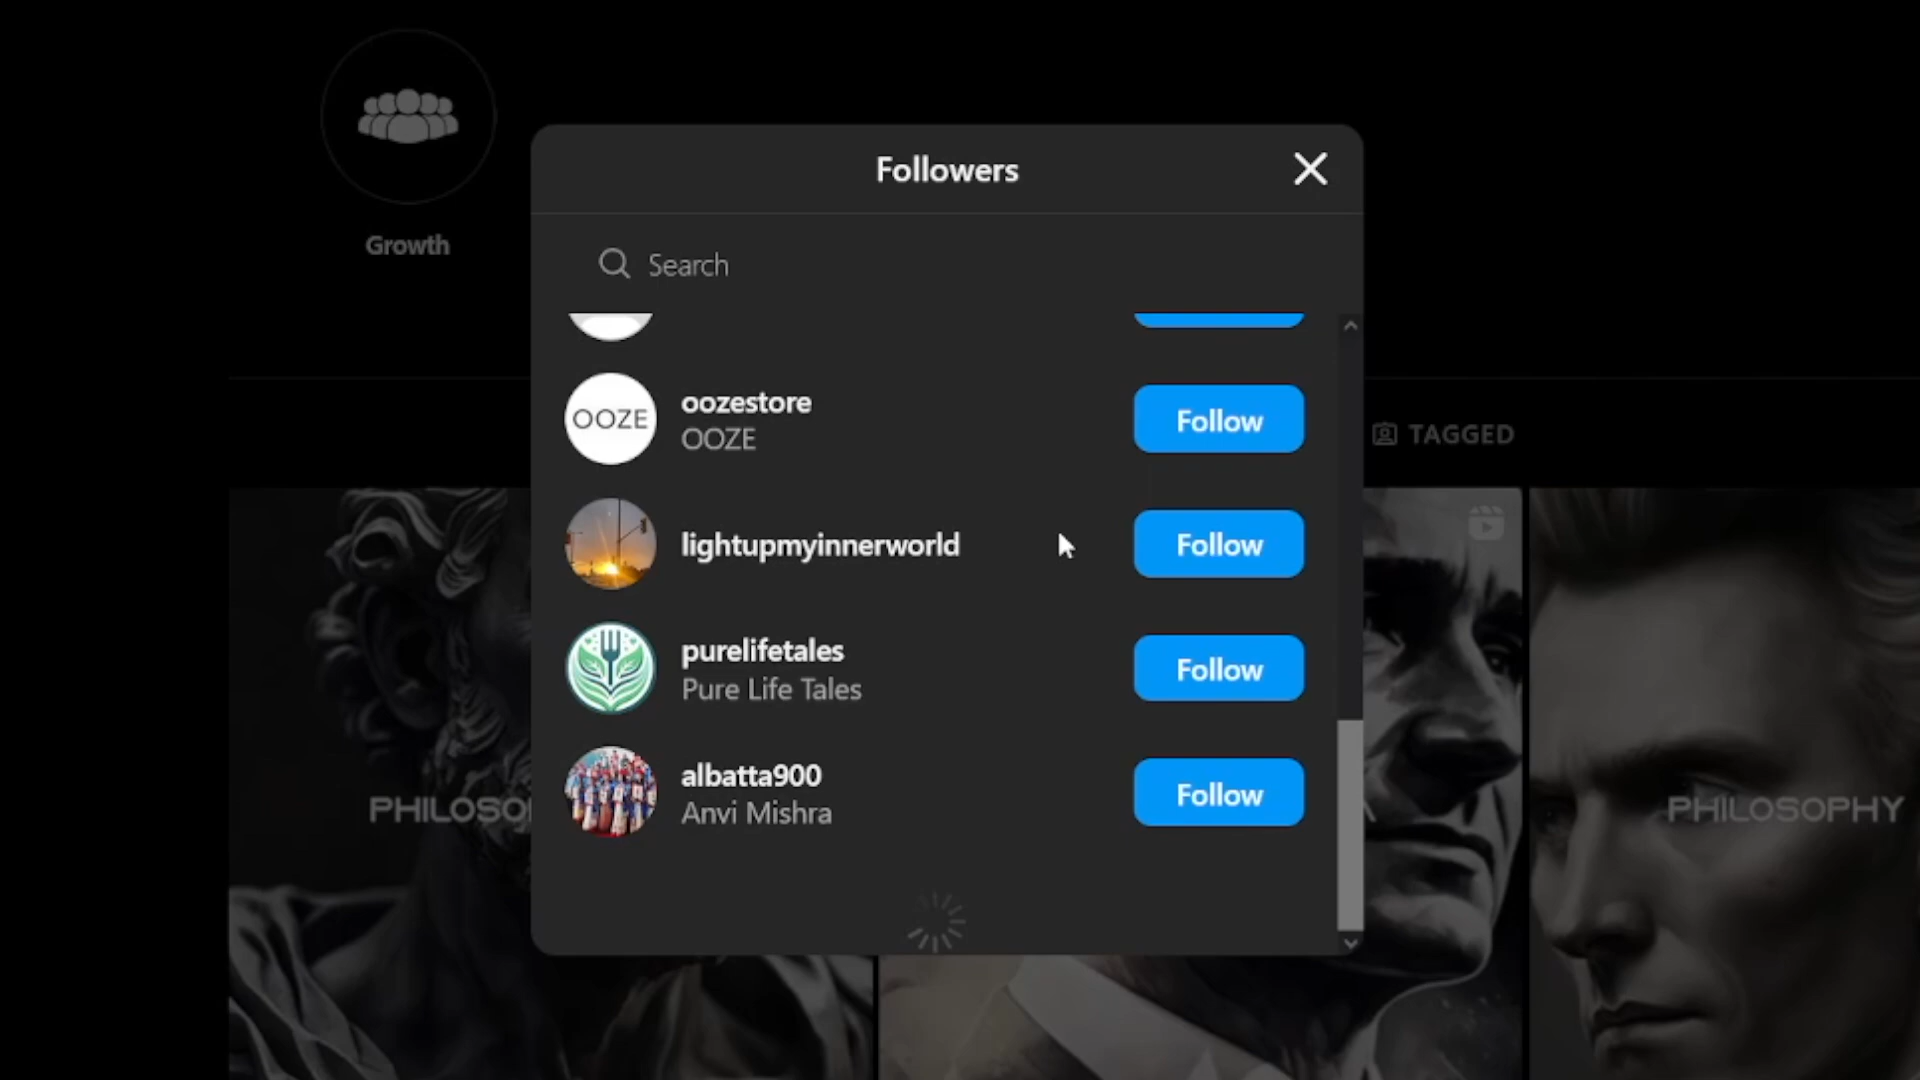 Followers
Growth
Search
OOZE
oozestore
OOZE
Follow
TAGGED
lightupmyinnerworld
Follow
purelifetales
Pure Life Tales
Follow
albatta900
Anvi Mishra
Follow
PHILOSO
PHILOSOPHY